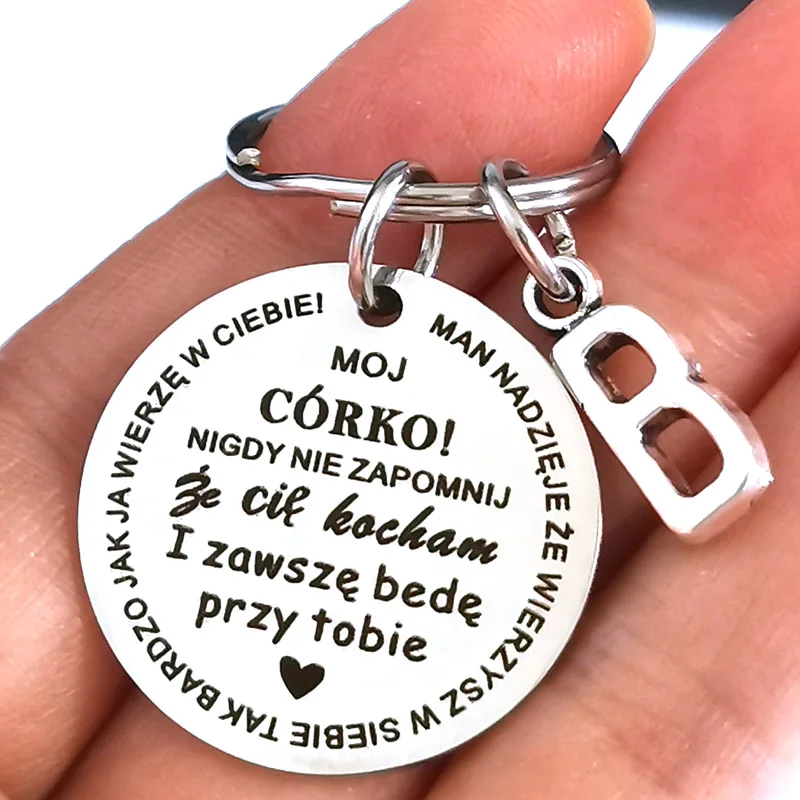 MOJ
CÓRKO!
NIGDY NIE ZAPOMNIJ
Że cię kocham
I zawszę bedę
przy tobie
MAN NADZIĘJE ŻE WIERZYSZ W SIEBIE TAK BARDZO JAK JA WIERZĘ W CIEBIE!
B